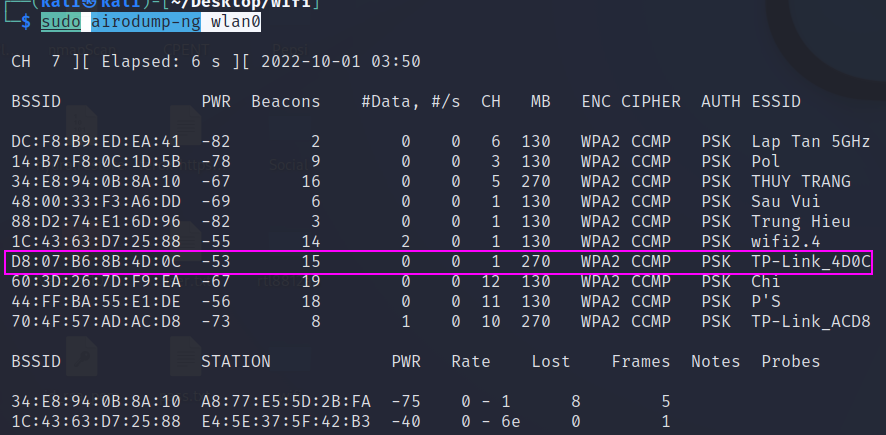 (kali㉿kali)-[~/Desktop/Wifi]
$ sudo airodump-ng wlan0
CH 7 ][ Elapsed: 6 s ][ 2022-10-01 03:50
BSSID PWR Beacons #Data, #/s CH MB ENC CIPHER AUTH ESSID
DC:F8:B9:ED:EA:41 -82 2 0 0 6 130 WPA2 CCMP PSK Lap Tan 5GHz
14:B7:F8:0C:1D:5B -78 9 0 0 3 130 WPA2 CCMP PSK Pol
34:E8:94:0B:8A:10 -67 16 0 0 5 270 WPA2 CCMP PSK THUY TRANG
48:00:33:F3:A6:DD -69 6 0 0 1 130 WPA2 CCMP PSK Sau Vui
88:D2:74:E1:6D:96 -82 3 0 0 1 130 WPA2 CCMP PSK Trung Hieu
1C:43:63:D7:25:88 -55 14 2 0 1 130 WPA2 CCMP PSK wifi2.4
D8:07:B6:8B:4D:0C -53 15 0 0 1 270 WPA2 CCMP PSK TP-Link_4D0C
60:3D:26:7D:F9:EA -67 19 0 0 12 130 WPA2 CCMP PSK Chi
44:FF:BA:55:E1:DE -56 18 0 0 11 130 WPA2 CCMP PSK P'S
70:4F:57:AD:AC:D8 -73 8 1 0 10 270 WPA2 CCMP PSK TP-Link_ACD8
BSSID STATION PWR Rate Lost Frames Notes Probes
34:E8:94:0B:8A:10 A8:77:E5:5D:2B:FA -75 0 - 1 8 5
1C:43:63:D7:25:88 E4:5E:37:5F:42:B3 -40 0 - 6e 0 1